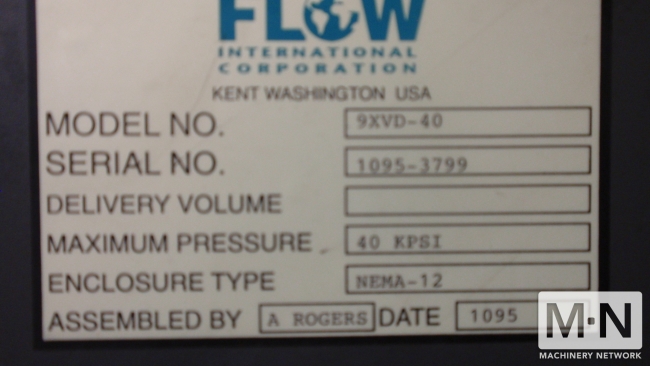 FLOW
INTERNATIONAL
CORPORATION
KENT WASHINGTON USA
MODEL NO. 9XVD-40
SERIAL NO. 1095-3799
DELIVERY VOLUME
MAXIMUM PRESSURE 40 KPSI
ENCLOSURE TYPE NEMA-12
ASSEMBLED BY A ROGERS DATE 1095
M·N
MACHINERY NETWORK